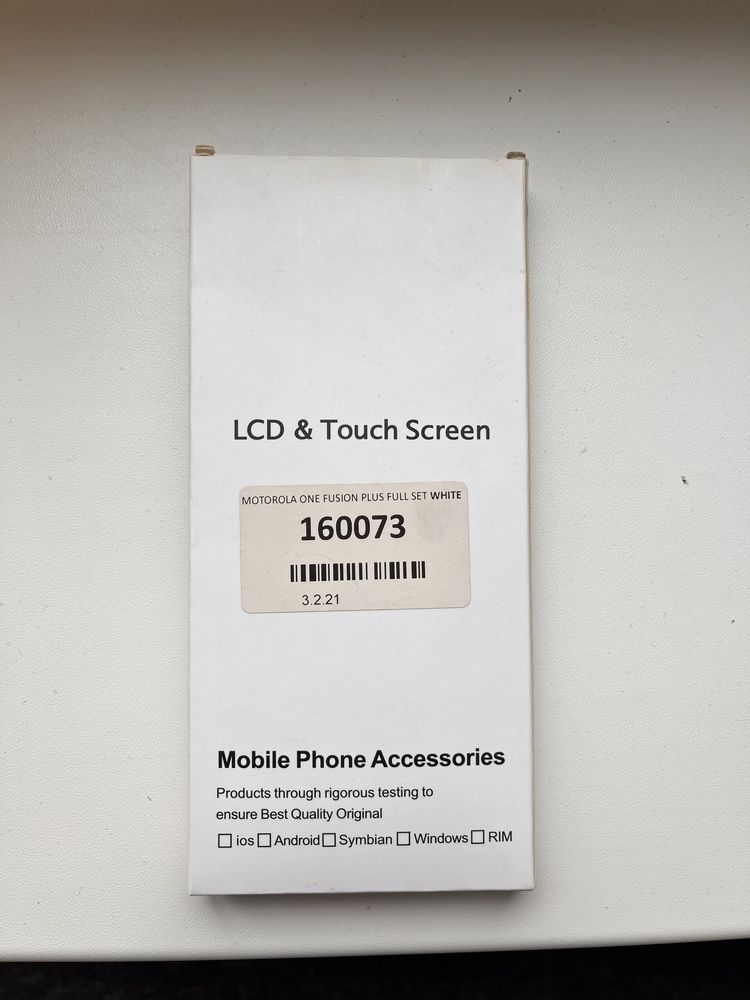 LCD & Touch Screen
MOTOROLA ONE FUSION PLUS FULL SET WHITE
160073
3.2.21
Mobile Phone Accessories
Products through rigorous testing to
ensure Best Quality Original
ios Android Symbian Windows RIM